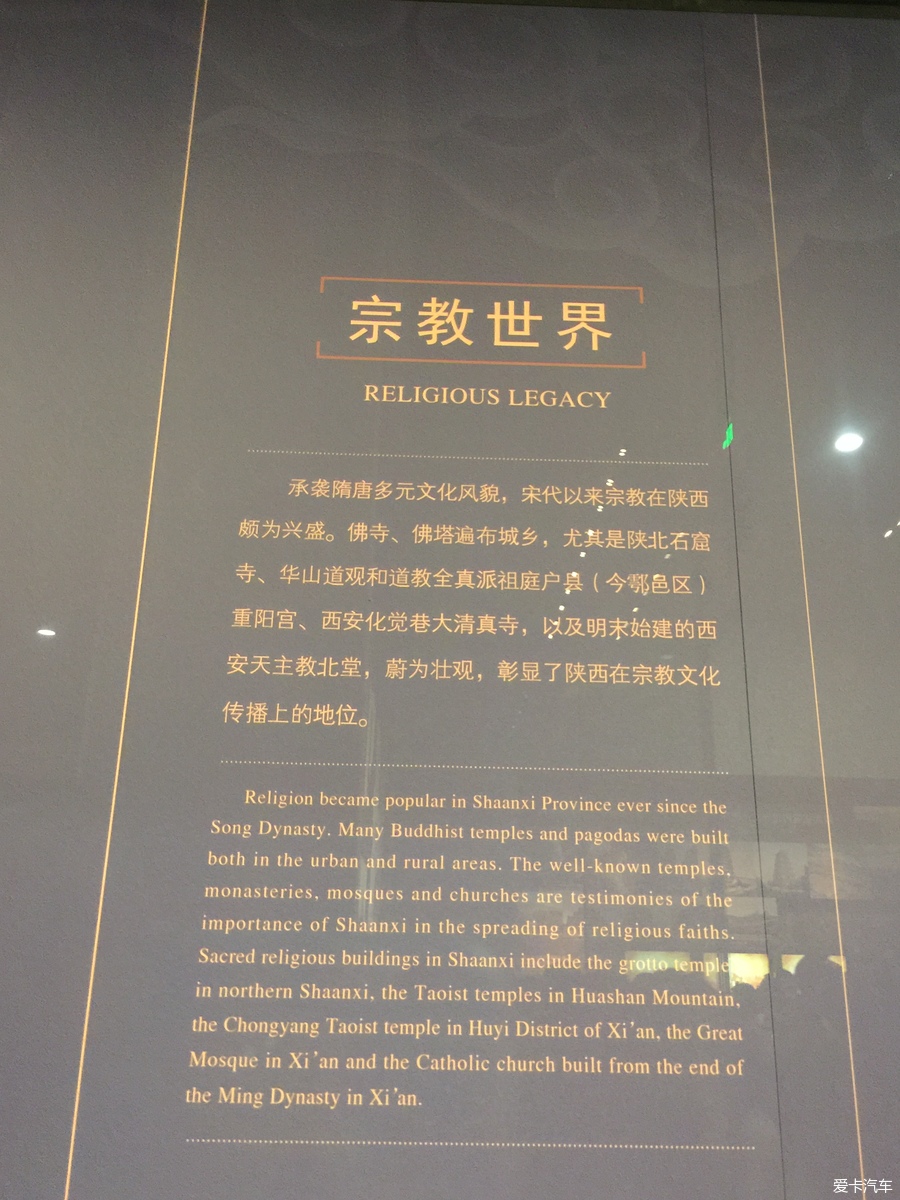 宗教世界
RELIGIOUS LEGACY
承袭隋唐多元文化风貌，宋代以来宗教在陕西
颇为兴盛。佛寺、佛塔遍布城乡，尤其是陕北石窟
寺、华山道观和道教全真派祖庭户县（今鄠邑区）
重阳宫、西安化觉巷大清真寺，以及明末始建的西
安天主教北堂，蔚为壮观，彰显了陕西在宗教文化
传播上的地位。
Religion became popular in Shaanxi Province ever since the
Song Dynasty. Many Buddhist temples and pagodas were built
both in the urban and rural areas. The well-known temples,
monasteries, mosques and churches are testimonies of the
importance of Shaanxi in the spreading of religious faiths.
Sacred religious buildings in Shaanxi include the grotto temple
in northern Shaanxi, the Taoist temples in Huashan Mountain,
the Chongyang Taoist temple in Huyi District of Xi'an, the Great
Mosque in Xi'an and the Catholic church built from the end of
the Ming Dynasty in Xi'an.
爱卡汽车